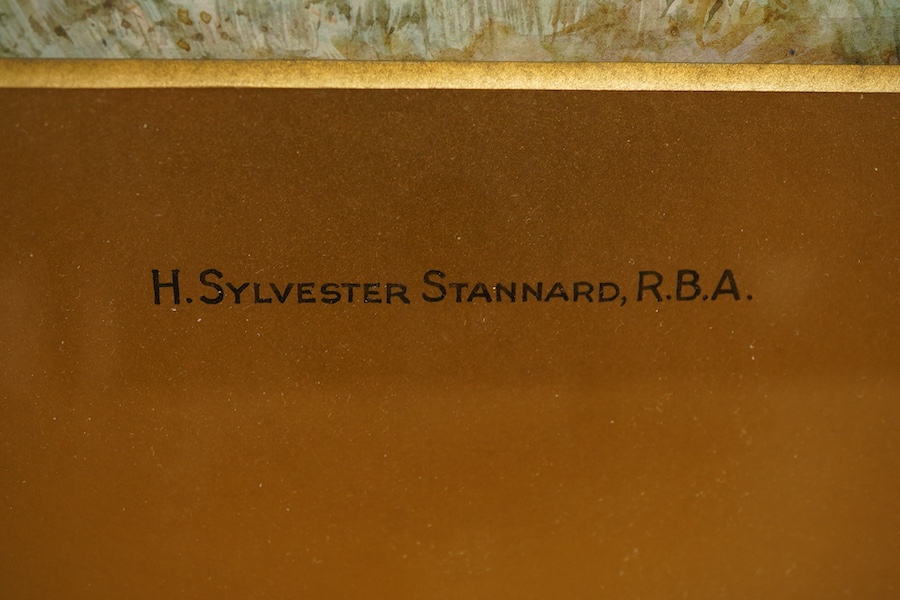 H. Sylvester Stannard, R.B.A.